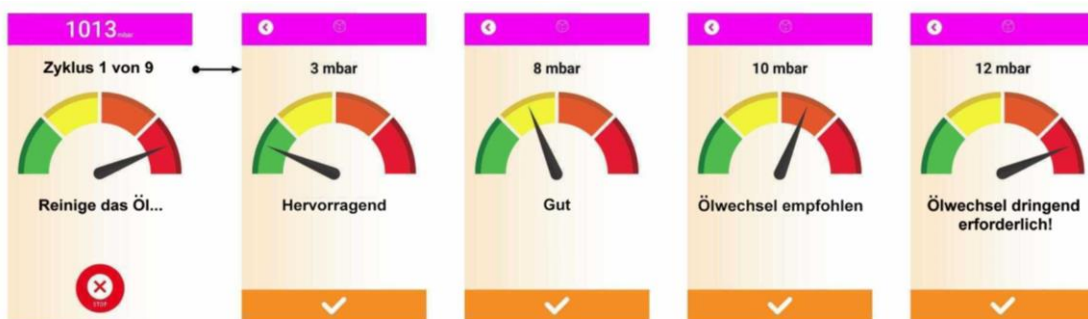 1013 mbar
Zyklus 1 von 9
Reinige das Öl...
STOP
3 mbar
Hervorragend
8 mbar
Gut
10 mbar
Ölwechsel empfohlen
12 mbar
Ölwechsel dringend
erforderlich!